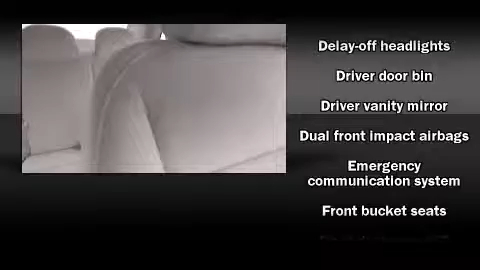 Delay-off headlights
Driver door bin
Driver vanity mirror
Dual front impact airbags
Emergency
communication system
Front bucket seats